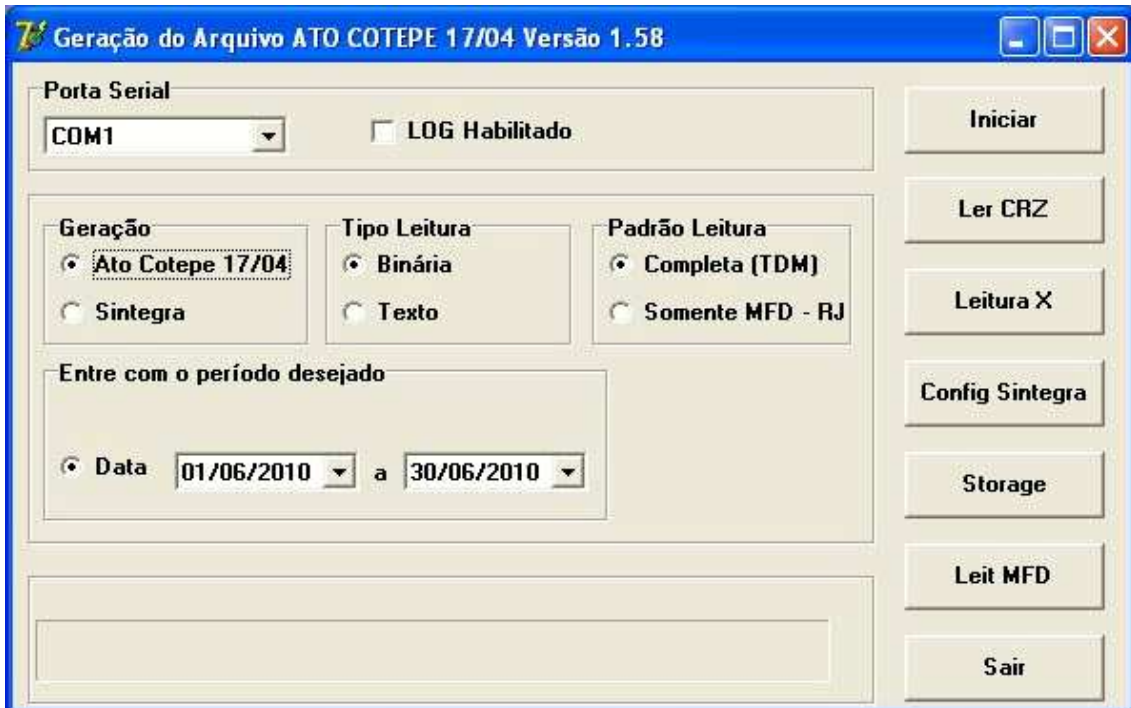 Geração do Arquivo ATO COTEPE 17/04 Versão 1.58
Porta Serial
COM1
LOG Habilitado
Iniciar
Ler CRZ
Geração
Ato Cotepe 17/04
Sintegra
Tipo Leitura
Binária
Texto
Padrão Leitura
Completa (TDM)
Somente MFD - RJ
Leitura X
Entre com o período desejado
Data 01/06/2010 a 30/06/2010
Config Sintegra
Storage
Leit MFD
Sair